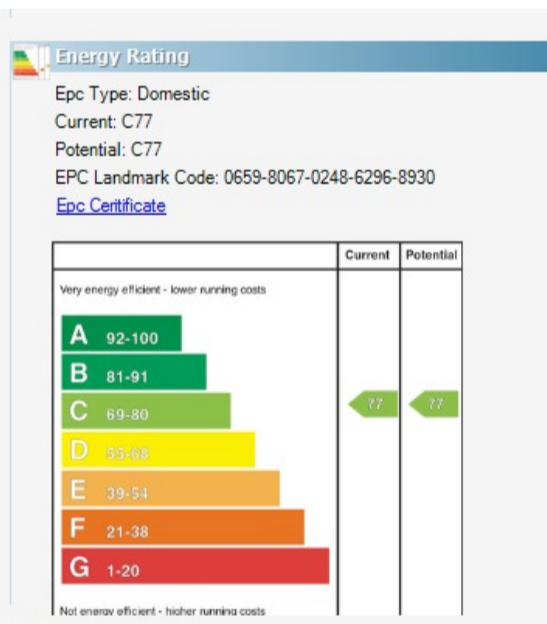 Energy Rating
Epc Type: Domestic
Current: C77
Potential: C77
EPC Landmark Code: 0659-8067-0248-6296-8930
Epc Ceritificate
Current Potential
Very energy efficient - lower running costs
A 92-100
B 81-91
C 69-80 77 77
D 55-68
E 39-54
F 21-38
G 1-20
Not energy efficient - higher running costs